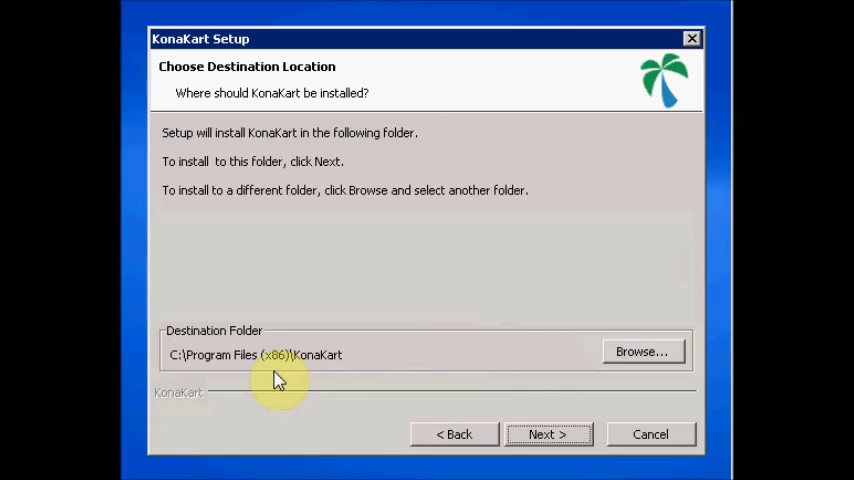 KonaKart Setup
Choose Destination Location
Where should KonaKart be installed?
Setup will install KonaKart in the following folder.
To install to this folder, click Next.
To install to a different folder, click Browse and select another folder.
Destination Folder
C:\Program Files (x86)\KonaKart
Browse...
KonaKart
< Back
Next >
Cancel